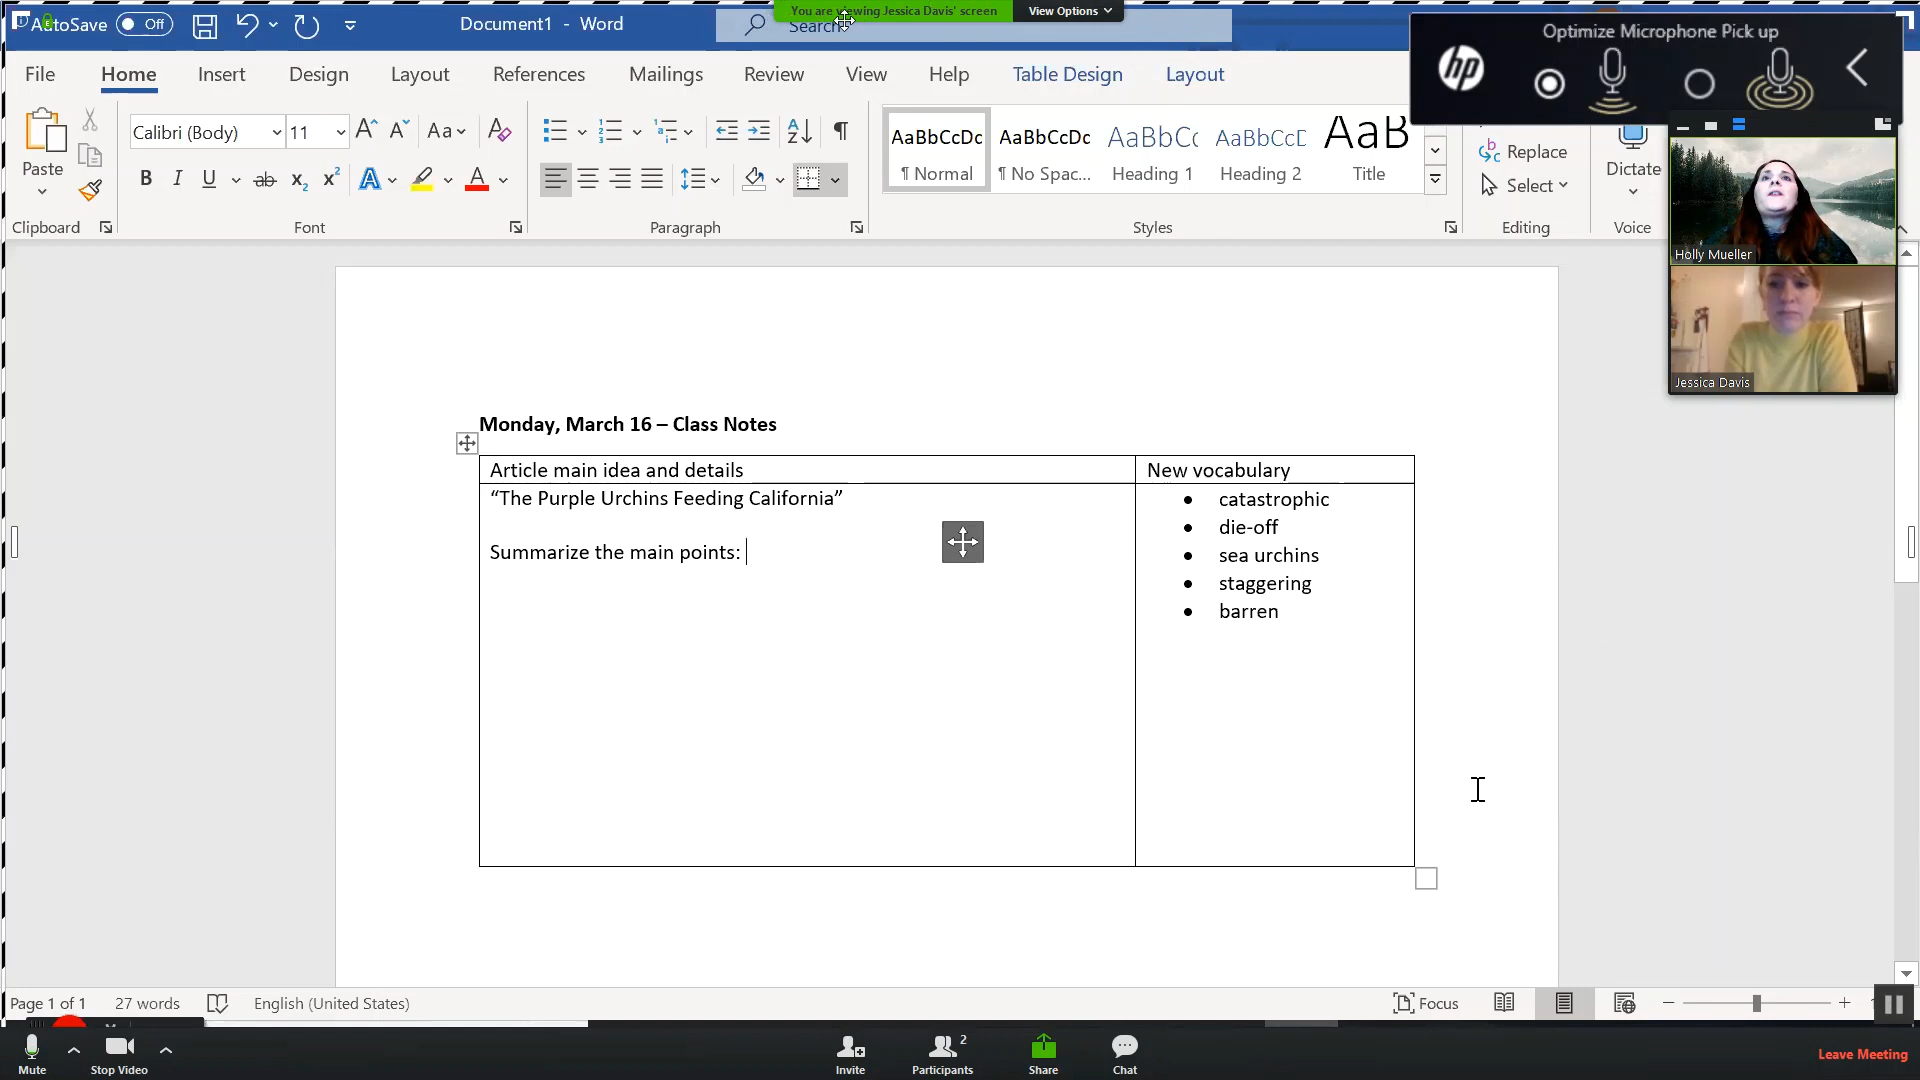 You are viewing Jessica Davis' screen
View Options
AutoSave Off
Document1 - Word
Search
Optimize Microphone Pick up
hp
File Home Insert Design Layout References Mailings Review View Help Table Design Layout
Paste
Clipboard
Calibri (Body) 11
Aa
B I U ab x2 x2 A A
Font
Paragraph
AaBbCcDc AaBbCcDc AaBbCc AaBbCcD AaB
¶ Normal ¶ No Spac... Heading 1 Heading 2 Title
Styles
Replace
Select
Editing
Dictate
Voice
Holly Mueller
Jessica Davis
Monday, March 16 – Class Notes
Article main idea and details
“The Purple Urchins Feeding California”
Summarize the main points:
New vocabulary
• catastrophic
• die-off
• sea urchins
• staggering
• barren
Page 1 of 1 27 words English (United States)
Focus
Mute Stop Video Invite Participants 2 Share Chat Leave Meeting